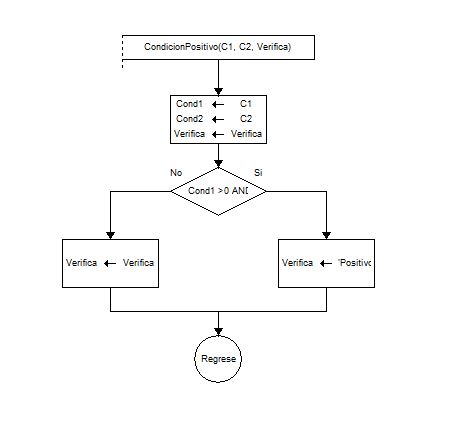 CondicionPositivo(C1, C2, Verifica)
Cond1 ← C1
Cond2 ← C2
Verifica ← Verifica
No
Si
Cond1 >0 AND
Verifica ← Verifica
Verifica ← 'Positivo
Regrese